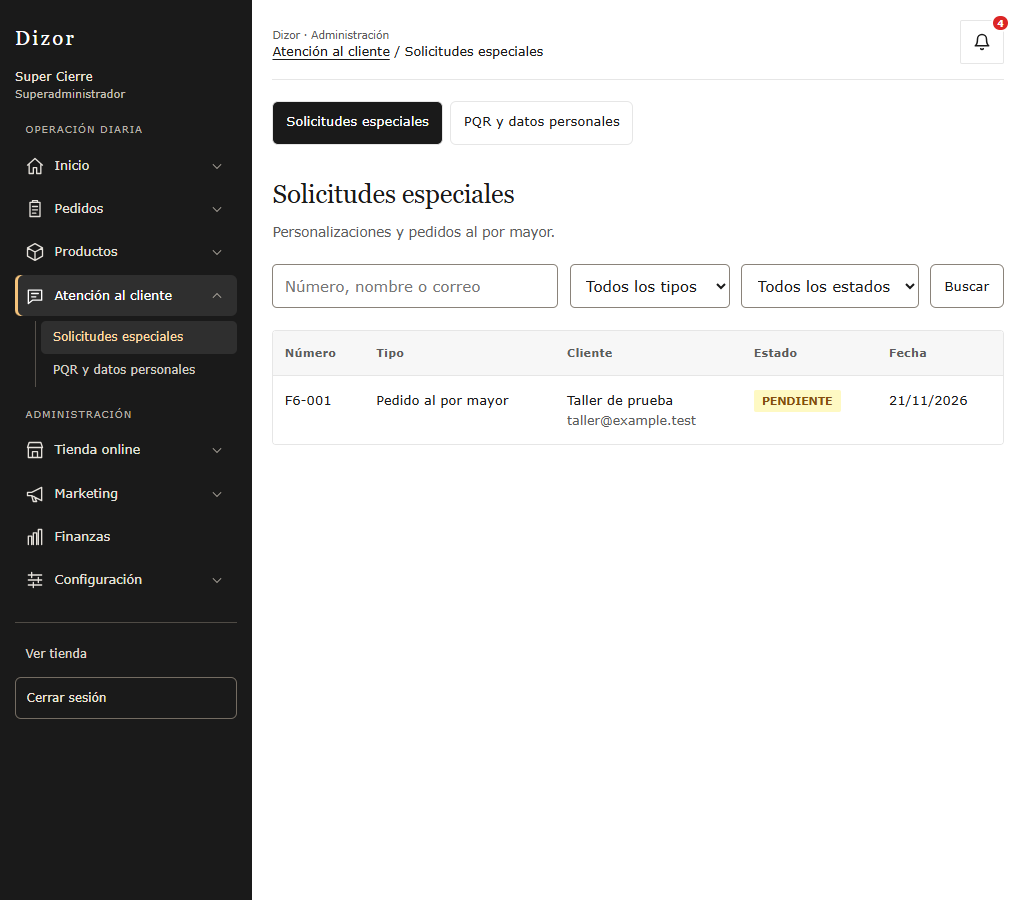 Dizor
Super Cierre
Superadministrador
OPERACIÓN DIARIA
Inicio
Pedidos
Productos
Atención al cliente
Solicitudes especiales
PQR y datos personales
ADMINISTRACIÓN
Tienda online
Marketing
Finanzas
Configuración
Ver tienda
Cerrar sesión
Dizor · Administración
Atención al cliente / Solicitudes especiales
4
Solicitudes especiales
PQR y datos personales
Solicitudes especiales
Personalizaciones y pedidos al por mayor.
Número, nombre o correo
Todos los tipos
Todos los estados
Buscar
Número Tipo Cliente Estado Fecha
F6-001 Pedido al por mayor Taller de prueba PENDIENTE 21/11/2026
taller@example.test